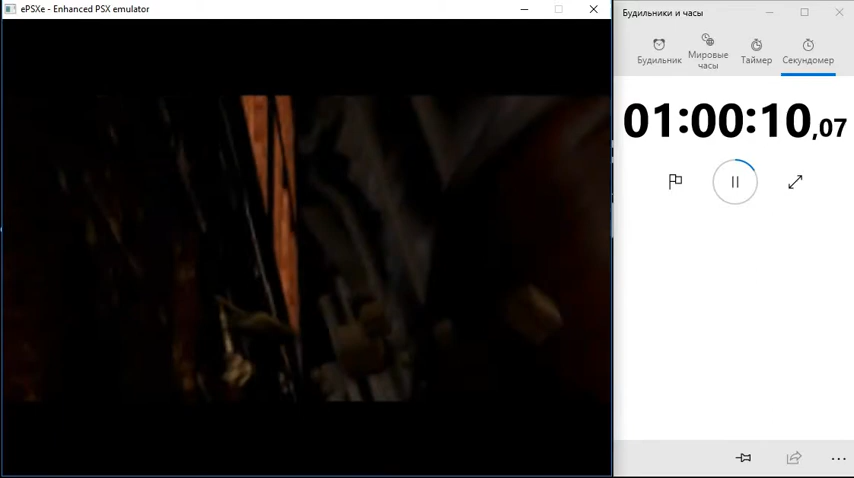 ePSXe - Enhanced PSX emulator
Будильники и часы
Будильник
Мировые
часы
Таймер
Секундомер
01:00:10,07